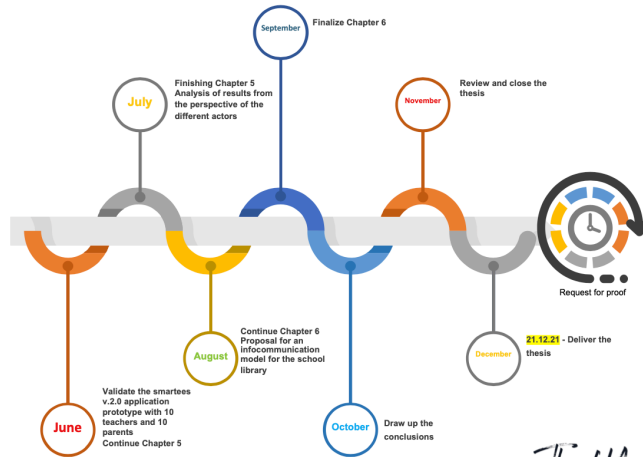 September
Finalize Chapter 6
July
Finishing Chapter 5
Analysis of results from
the perspective of the
different actors
November
Review and close the
thesis
Request for proof
August
Continue Chapter 6
Proposal for an
infocommunication
model for the school
library
December
21.12.21 - Deliver the
thesis
June
Validate the smartees
v.2.0 application
prototype with 10
teachers and 10
parents
Continue Chapter 5
October
Draw up the
conclusions